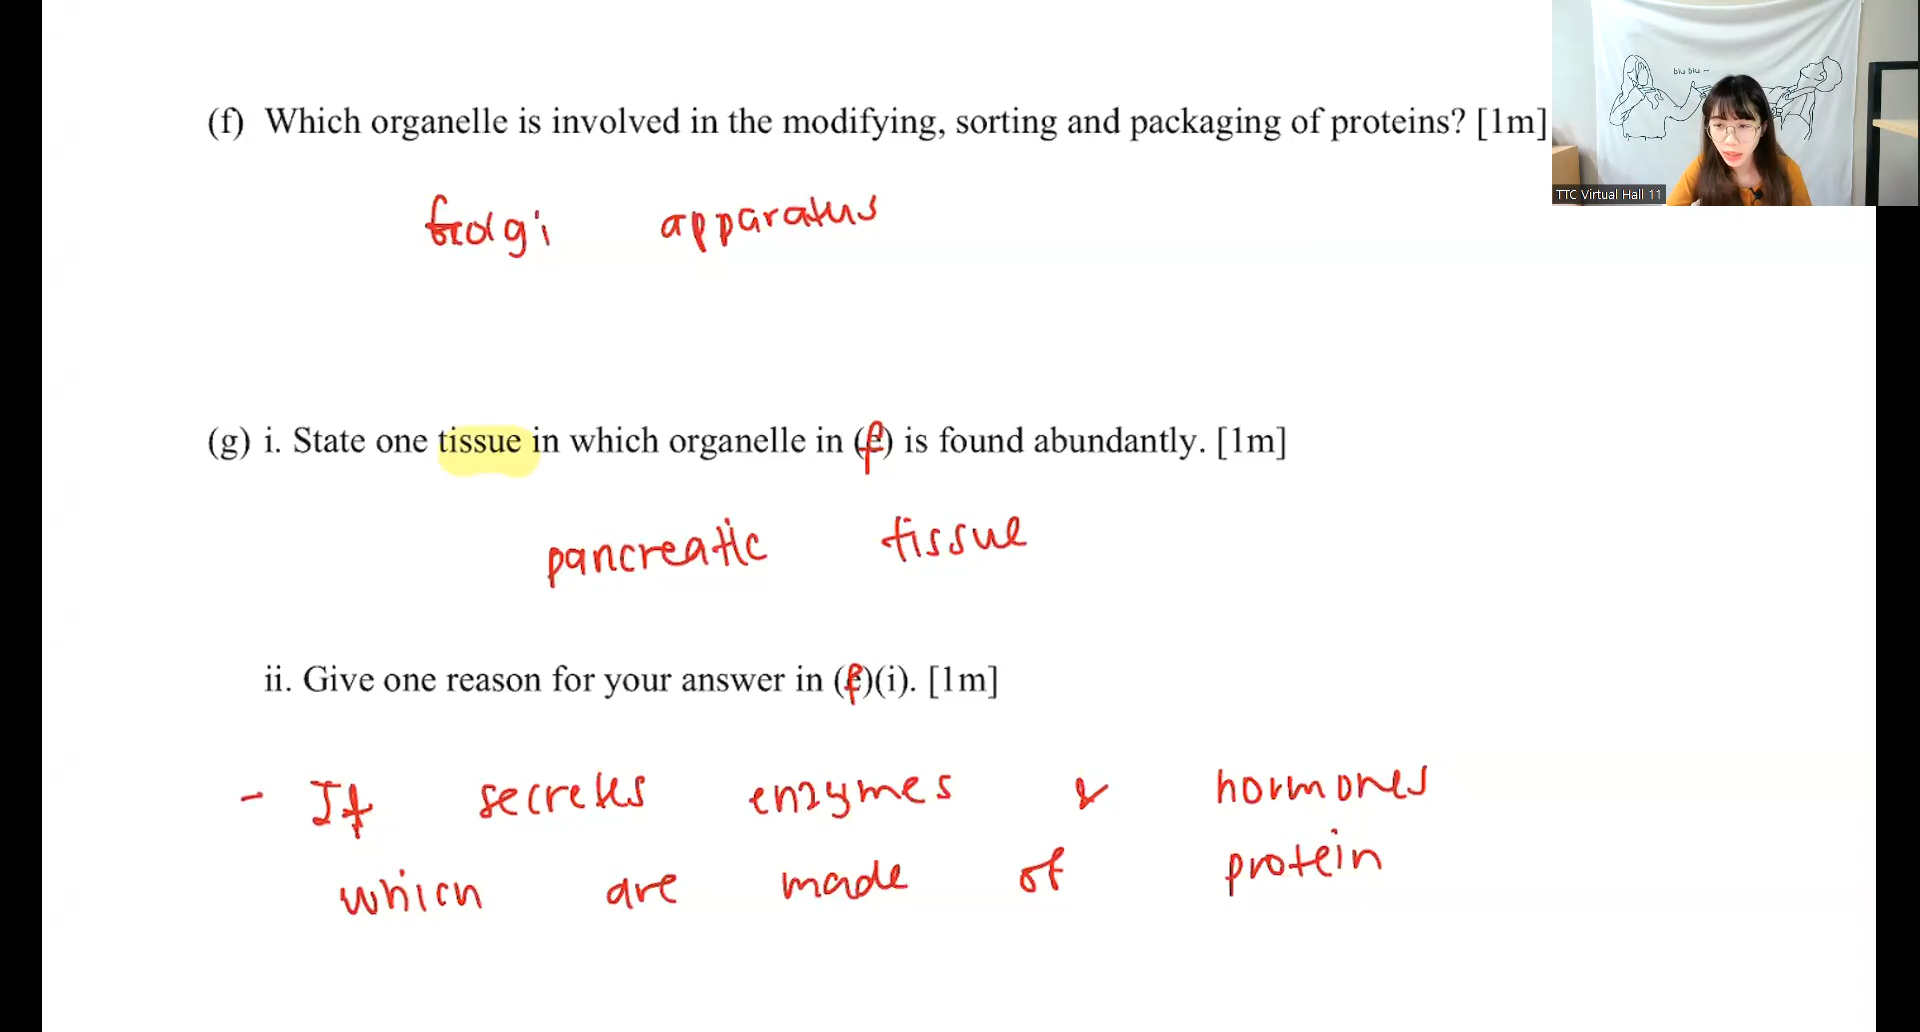 (f) Which organelle is involved in the modifying, sorting and packaging of proteins? [1m]
biu biu ~
TTC Virtual Hall 11
Golgi apparatus
(g) i. State one tissue in which organelle in (f) is found abundantly. [1m]
pancreatic tissue
ii. Give one reason for your answer in (f)(i). [1m]
- It secretes enzymes & hormones
which are made of protein